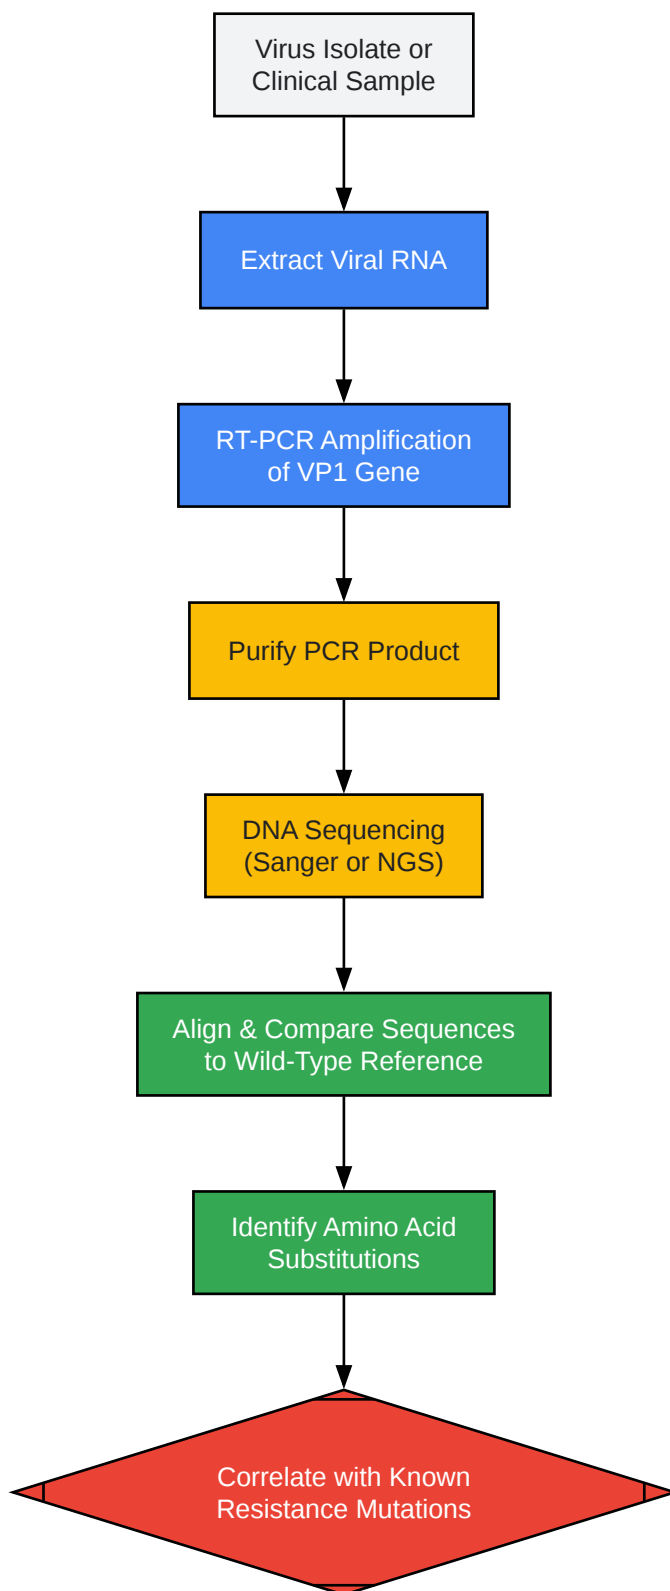 Virus Isolate or
Clinical Sample
Extract Viral RNA
RT-PCR Amplification
of VP1 Gene
Purify PCR Product
DNA Sequencing
(Sanger or NGS)
Align & Compare Sequences
to Wild-Type Reference
Identify Amino Acid
Substitutions
Correlate with Known
Resistance Mutations